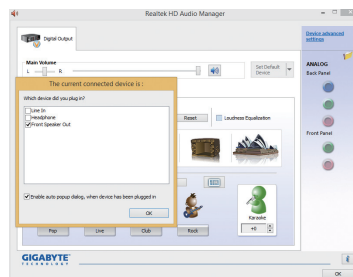 Realtek HD Audio Manager
Digital Output
Device advanced settings
Main Volume
L
R
Set Default Device
ANALOG
Back Panel
Front Panel
The current connected device is :
Which device did you plug in?
Line In
Headphone
Front Speaker Out
Enable auto popup dialog, when device has been plugged in
OK
Reset
Loudness Equalization
Karaoke
+0
Pop
Live
Club
Rock
GIGABYTE
TECHNOLOGY
OK